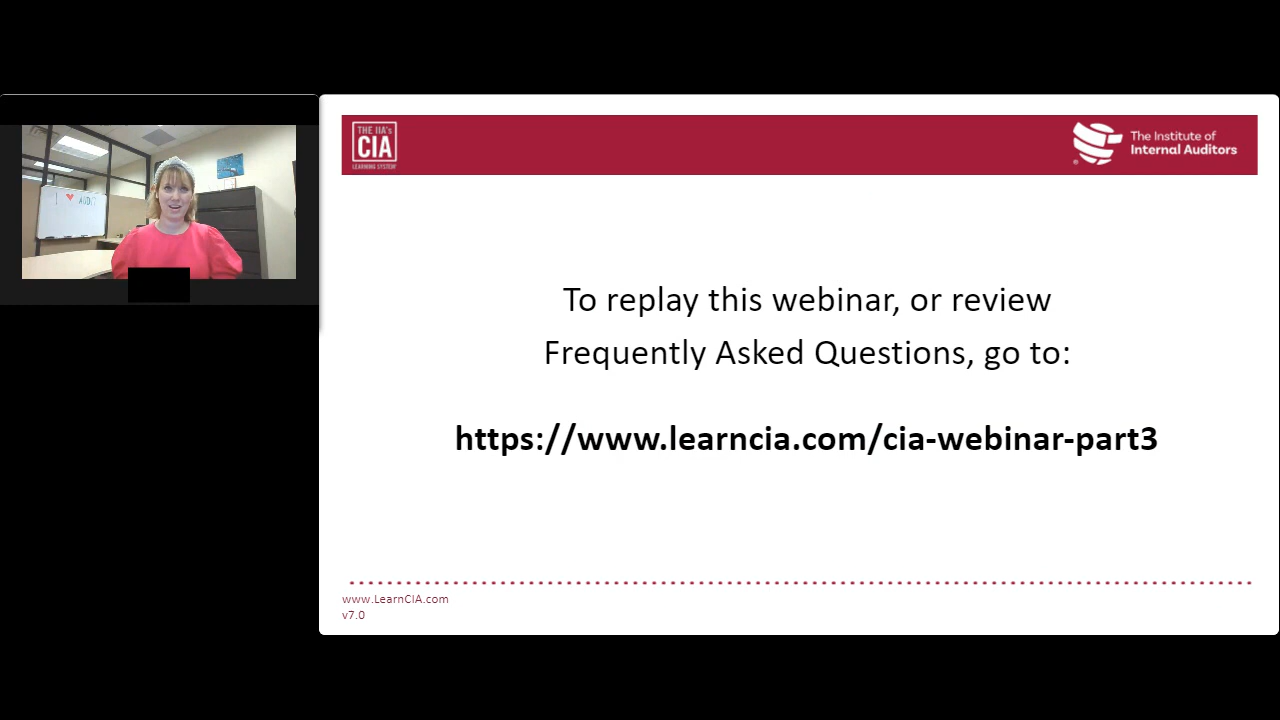 I ♥ AUDIT
THE IIA's
CIA
LEARNING SYSTEM®
The Institute of
Internal Auditors
®
To replay this webinar, or review
Frequently Asked Questions, go to:
https://www.learncia.com/cia-webinar-part3
www.LearnCIA.com
v7.0